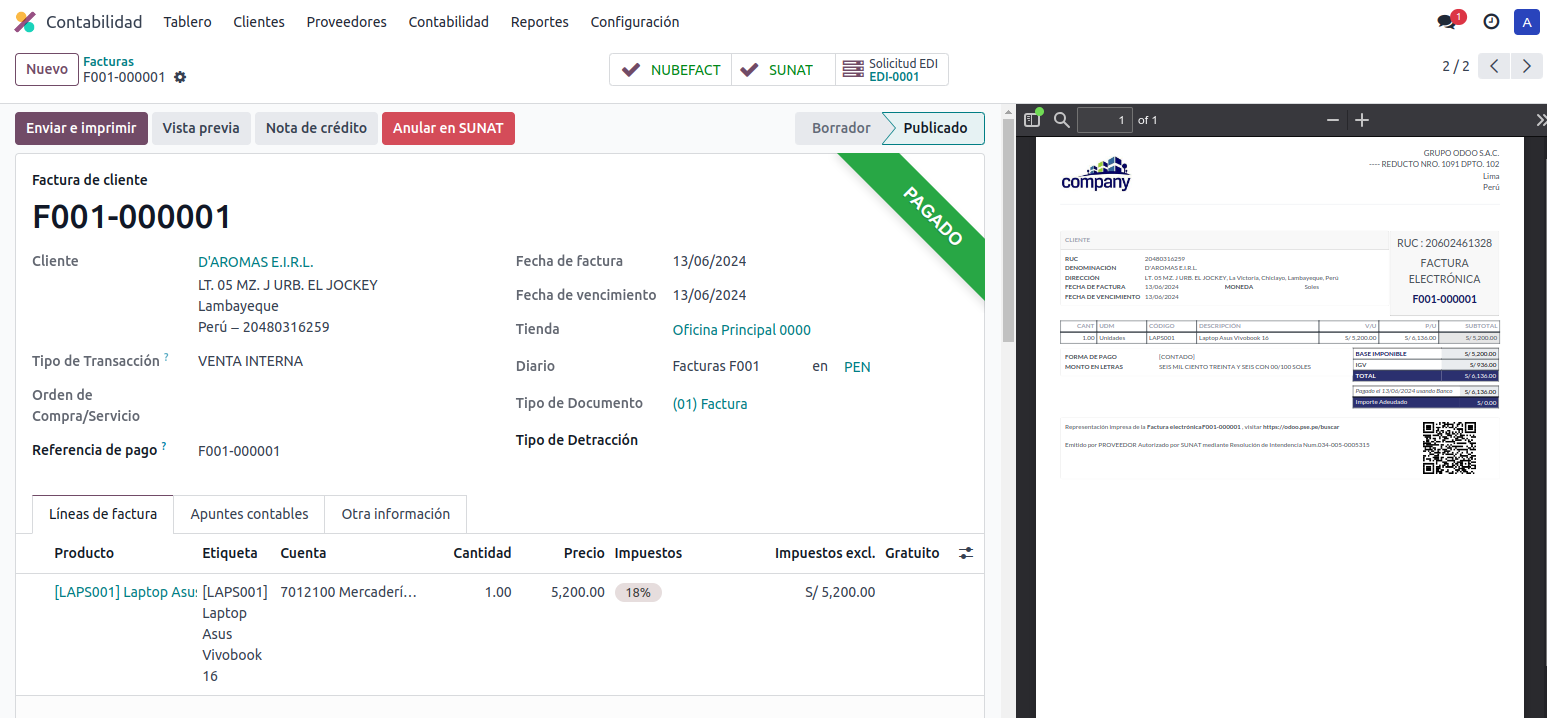 Contabilidad Tablero Clientes Proveedores Contabilidad Reportes Configuración 1 A
Nuevo Facturas
F001-000001
NUBEFACT SUNAT Solicitud EDI
EDI-0001
2 / 2
Enviar e imprimir Vista previa Nota de crédito Anular en SUNAT Borrador Publicado
Factura de cliente
F001-000001
PAGADO
Cliente D'AROMAS E.I.R.L.
LT. 05 MZ. J URB. EL JOCKEY
Lambayeque
Perú – 20480316259
Tipo de Transacción ? VENTA INTERNA
Orden de
Compra/Servicio
Referencia de pago ? F001-000001
Fecha de factura 13/06/2024
Fecha de vencimiento 13/06/2024
Tienda Oficina Principal 0000
Diario Facturas F001 en PEN
Tipo de Documento (01) Factura
Tipo de Detracción
Líneas de factura Apuntes contables Otra información
Producto Etiqueta Cuenta Cantidad Precio Impuestos Impuestos excl. Gratuito
[LAPS001] Laptop Asus [LAPS001] 7012100 Mercaderí... 1.00 5,200.00 18% S/ 5,200.00
Laptop
Asus
Vivobook
16
1 of 1
company
GRUPO ODOO S.A.C.
---- REDUCTO NRO. 1091 DPTO. 102
Lima
Perú
CLIENTE
RUC 20480316259
DENOMINACION D'AROMAS E.I.R.L.
DIRECCIÓN LT. 05 MZ. J URB. EL JOCKEY, La Victoria, Chiclayo, Lambayeque, Perú
FECHA DE FACTURA 13/06/2024 MONEDA Soles
FECHA DE VENCIMIENTO 13/06/2024
RUC : 20602461328
FACTURA
ELECTRÓNICA
F001-000001
CANT UDM CODIGO DESCRIPCIÓN V/U P/U SUBTOTAL
1.00 Unidades LAPS001 Laptop Asus Vivobook 16 S/ 5,200.00 S/ 6,136.00 S/ 5,200.00
FORMA DE PAGO [CONTADO]
MONTO EN LETRAS SEIS MIL CIENTO TREINTA Y SEIS CON 00/100 SOLES
BASE IMPONIBLE S/ 5,200.00
IGV S/ 936.00
TOTAL S/ 6,136.00
Pagado el 13/06/2024 usando Banco S/ 6,136.00
Importe Adeudado S/ 0.00
Representación impresa de la Factura electrónica F001-000001 , visitar https://odoo.pse.pe/buscar
Emitido por PROVEEDOR Autorizado por SUNAT mediante Resolución de Intendencia Num.034-005-0005315